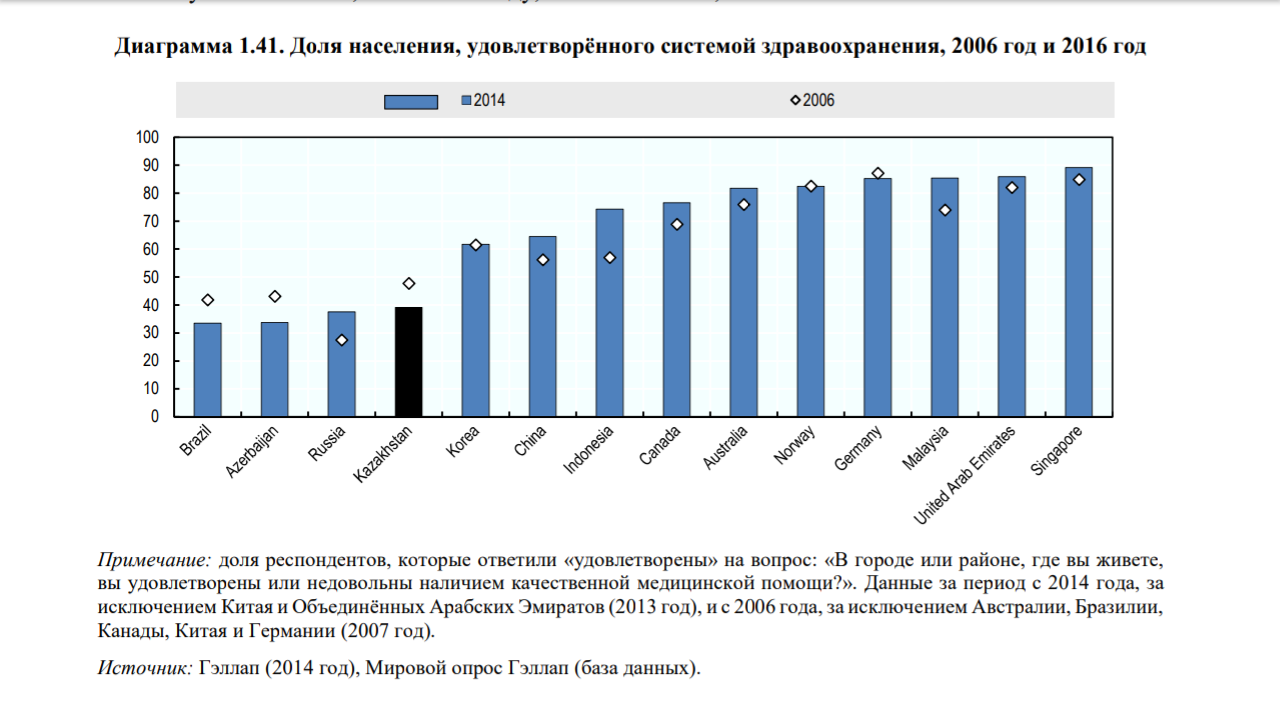 Диаграмма 1.41. Доля населения, удовлетворённого системой здравоохранения, 2006 год и 2016 год
2014 2006
100
90
80
70
60
50
40
30
20
10
0
Brazil
Azerbaijan
Russia
Kazakhstan
Korea
China
Indonesia
Canada
Australia
Norway
Germany
Malaysia
United Arab Emirates
Singapore
Примечание: доля респондентов, которые ответили «удовлетворены» на вопрос: «В городе или районе, где вы живете,
вы удовлетворены или недовольны наличием качественной медицинской помощи?». Данные за период с 2014 года, за
исключением Китая и Объединённых Арабских Эмиратов (2013 год), и с 2006 года, за исключением Австралии, Бразилии,
Канады, Китая и Германии (2007 год).
Источник: Гэллап (2014 год), Мировой опрос Гэллап (база данных).